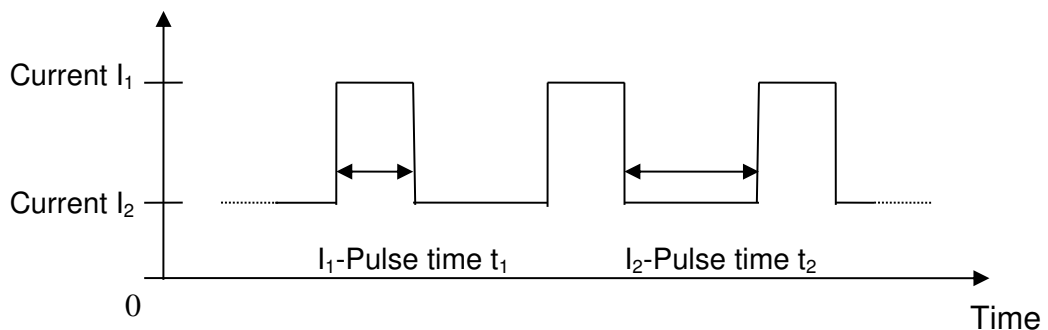 Current I₁
Current I₂
I₁-Pulse time t₁
I₂-Pulse time t₂
0
Time